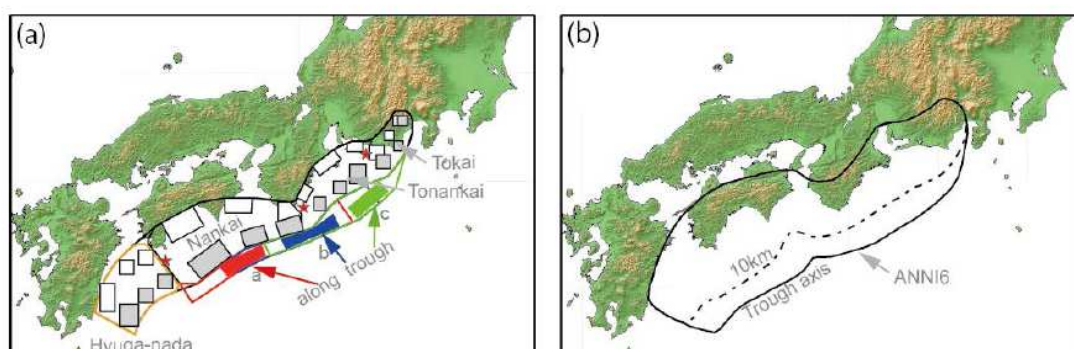 (a)
Tokai
Tonankai
Nankai
c
b
a
along trough
Hyuga-nada
(b)
10km
Trough axis
ANNI6